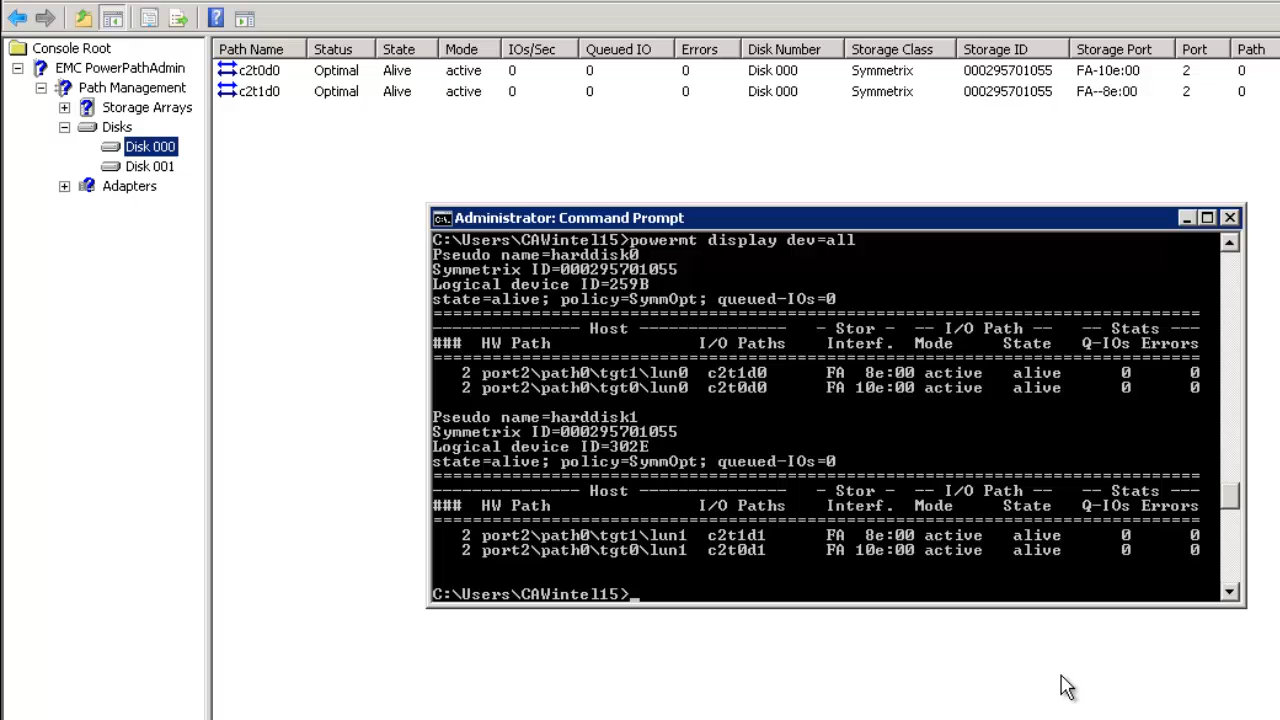 Console Root
EMC PowerPathAdmin
Path Management
Storage Arrays
Disks
Disk 000
Disk 001
Adapters
Path Name Status State Mode IOs/Sec Queued IO Errors Disk Number Storage Class Storage ID Storage Port Port Path
c2t0d0 Optimal Alive active 0 0 0 Disk 000 Symmetrix 000295701055 FA-10e:00 2 0
c2t1d0 Optimal Alive active 0 0 0 Disk 000 Symmetrix 000295701055 FA--8e:00 2 0
Administrator: Command Prompt
C:\Users\CAWintel15>powermt display dev=all
Pseudo name=harddisk0
Symmetrix ID=000295701055
Logical device ID=259B
state=alive; policy=SymmOpt; queued-IOs=0
==============================================================================
--------------- Host --------------- - Stor - -- I/O Path -- -- Stats ---
### HW Path I/O Paths Interf. Mode State Q-IOs Errors
==============================================================================
2 port2\path0\tgt1\lun0 c2t1d0 FA 8e:00 active alive 0 0
2 port2\path0\tgt0\lun0 c2t0d0 FA 10e:00 active alive 0 0
Pseudo name=harddisk1
Symmetrix ID=000295701055
Logical device ID=302E
state=alive; policy=SymmOpt; queued-IOs=0
==============================================================================
--------------- Host --------------- - Stor - -- I/O Path -- -- Stats ---
### HW Path I/O Paths Interf. Mode State Q-IOs Errors
==============================================================================
2 port2\path0\tgt1\lun1 c2t1d1 FA 8e:00 active alive 0 0
2 port2\path0\tgt0\lun1 c2t0d1 FA 10e:00 active alive 0 0
C:\Users\CAWintel15>_